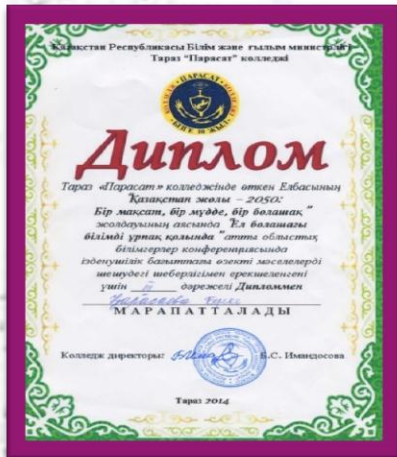 Қазақстан Республикасы Білім және ғылым министрлігі
Тараз "Парасат" колледжі
ПАРАСАТ
Диплом
Тараз «Парасат» колледжінде өткен Елбасының
"Қазақстан жолы – 2050:
Бір мақсат, бір мүдде, бір болашақ"
жолдауының аясында "Ел болашағы
білімді ұрпақ қолында" атты облыстық
білімгерлер конференциясында
ізденушілік бағыттағы өзекті мәселелерді
шешудегі шеберлігімен ерекшеленгені
үшін дәрежелі Дипломмен
МАРАПАТТАЛАДЫ
Колледж директоры: Б.С. Имандосова
Тараз 2014